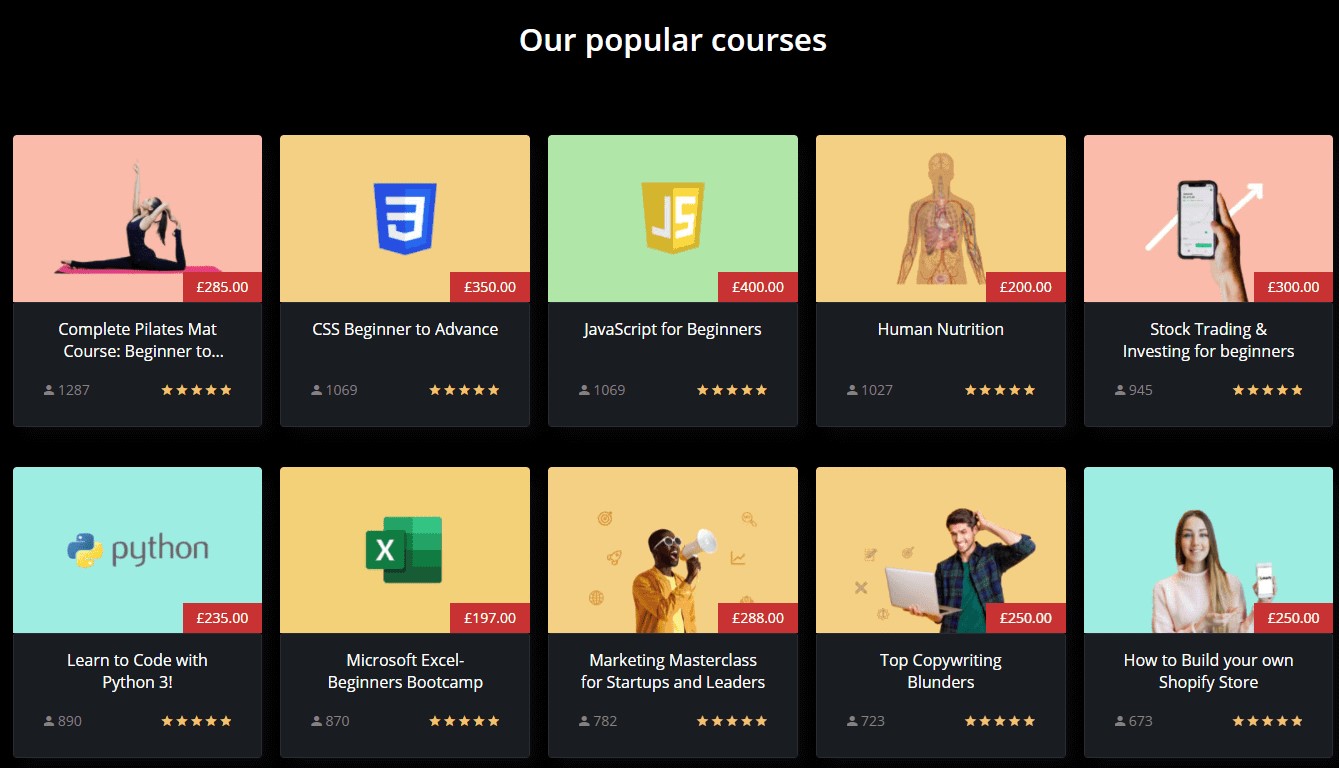 Our popular courses
3
JS
£285.00
£350.00
£400.00
£200.00
£300.00
Complete Pilates Mat
Course: Beginner to...
CSS Beginner to Advance
JavaScript for Beginners
Human Nutrition
Stock Trading &
Investing for beginners
1287
1069
1069
1027
945
python
X
£235.00
£197.00
£288.00
£250.00
£250.00
Learn to Code with
Python 3!
Microsoft Excel-
Beginners Bootcamp
Marketing Masterclass
for Startups and Leaders
Top Copywriting
Blunders
How to Build your own
Shopify Store
890
870
782
723
673